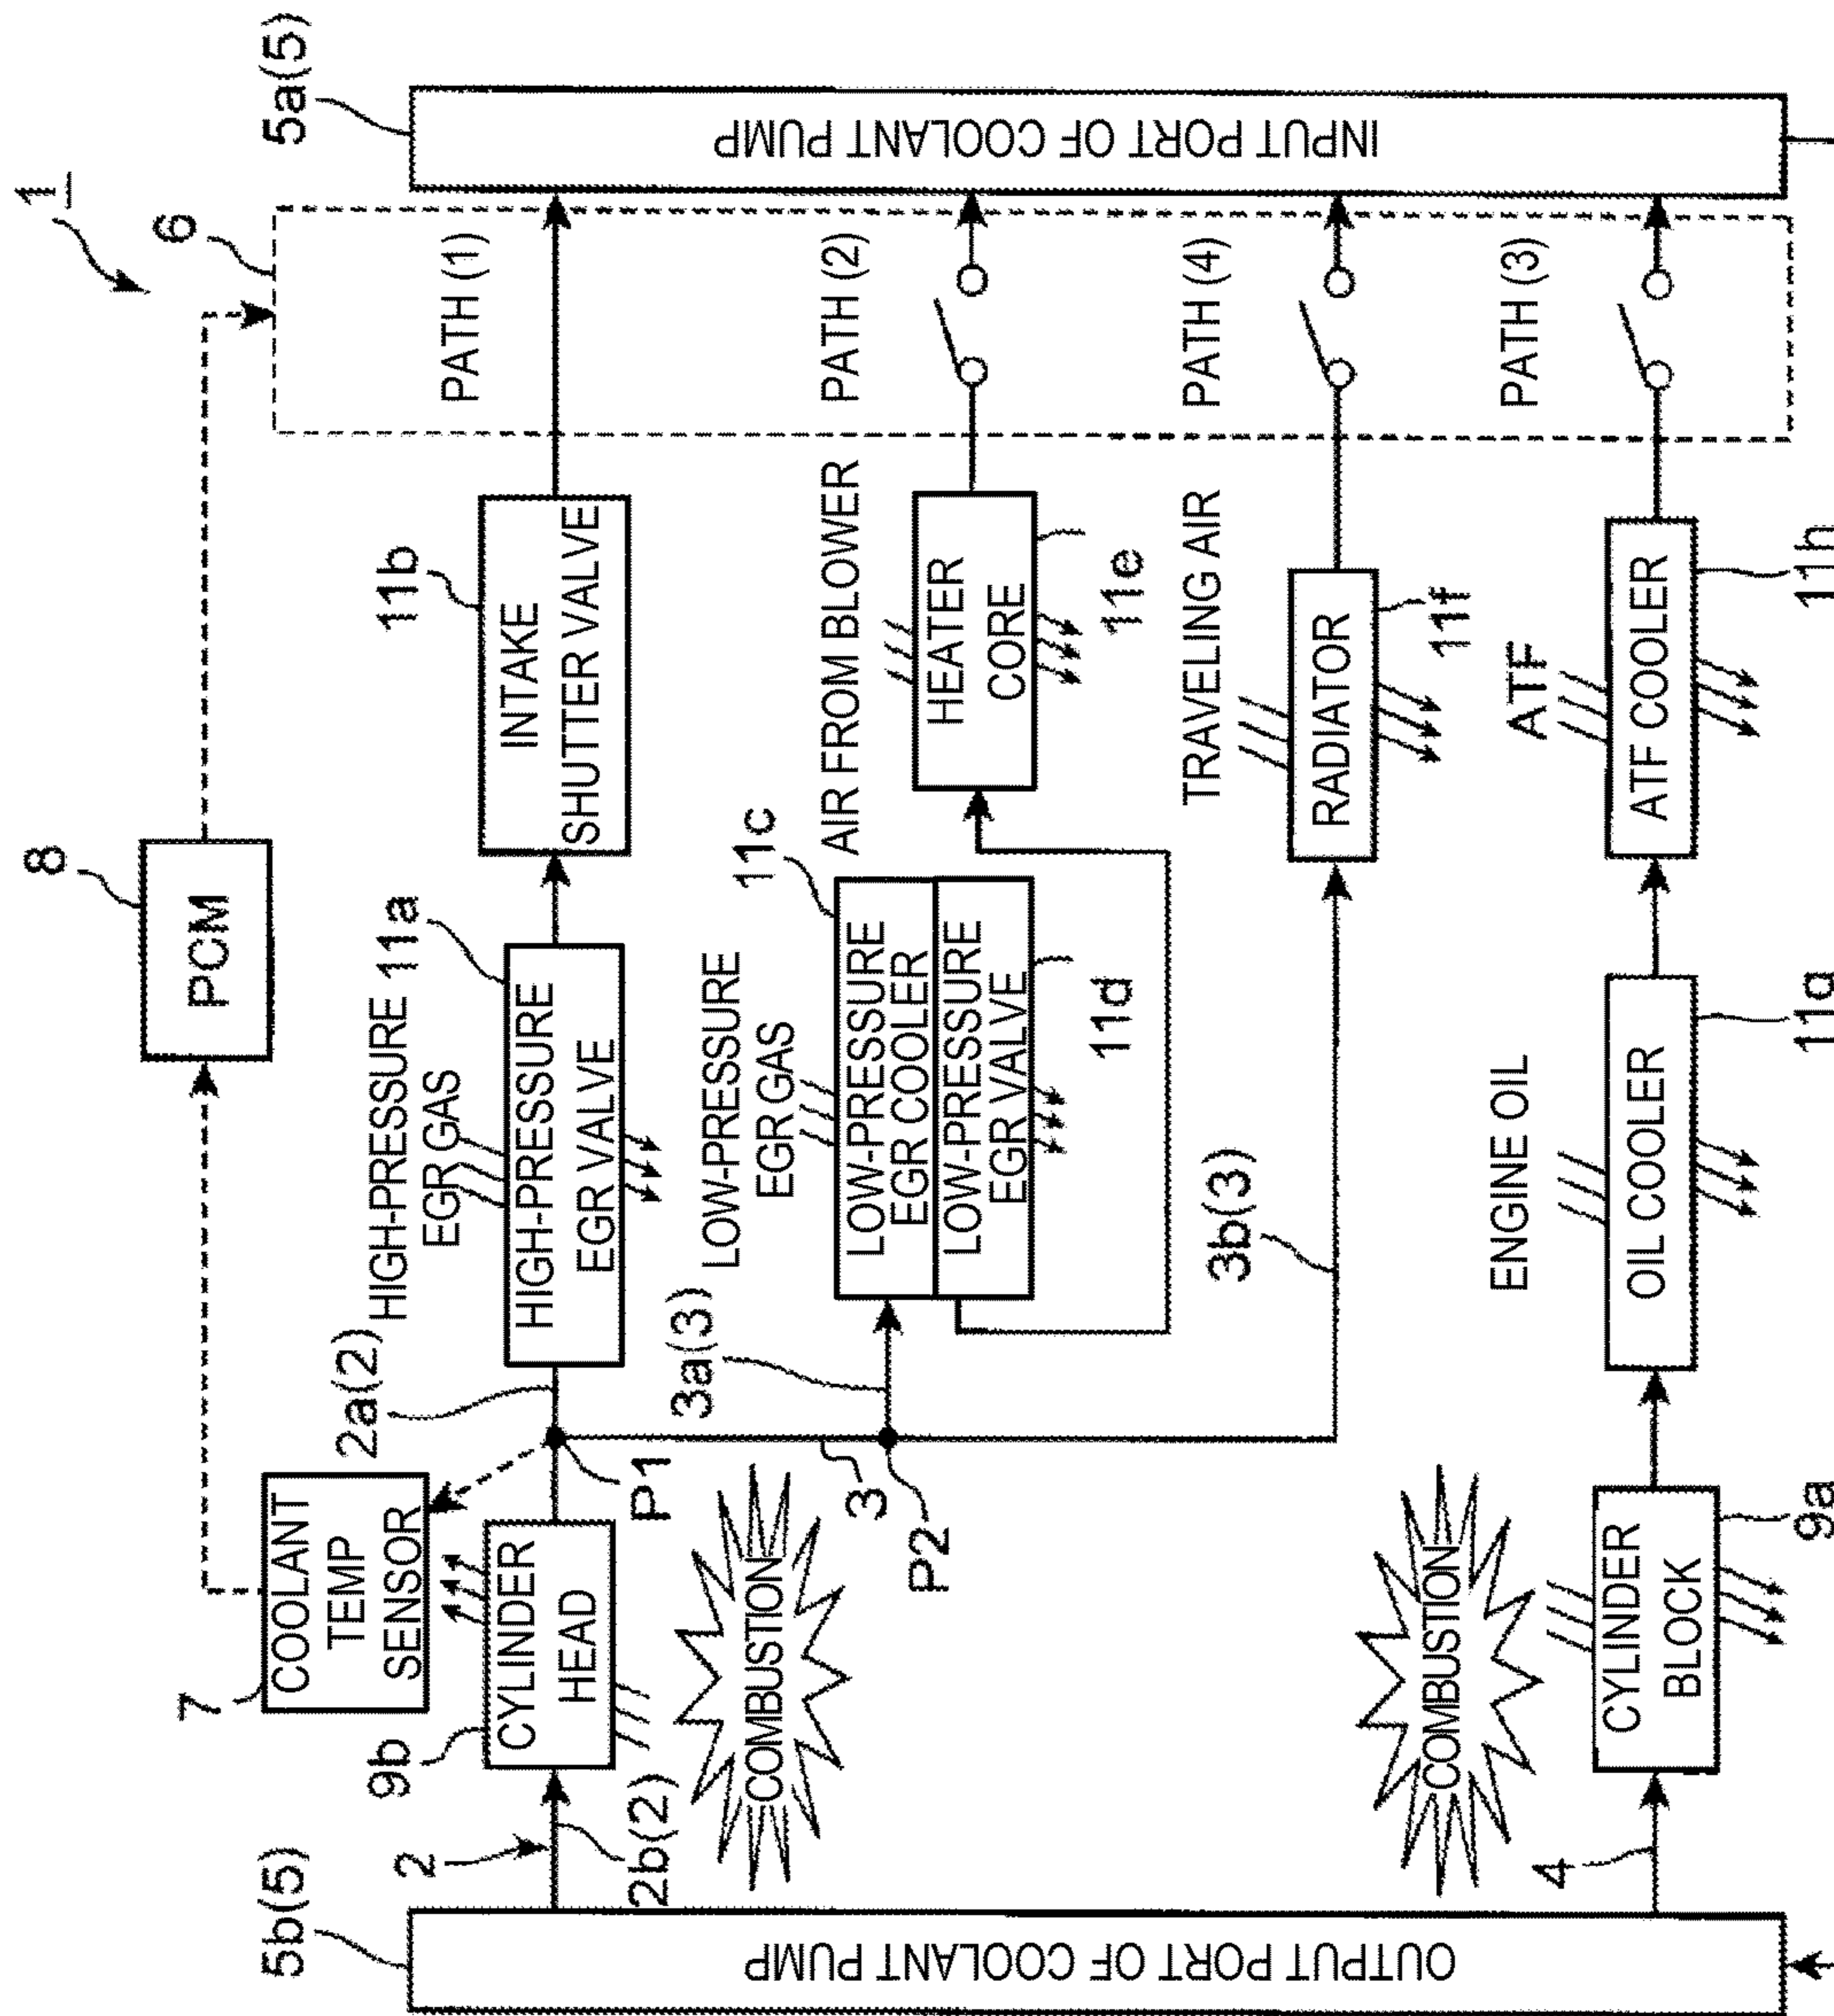 1
8
PCM
6
5a(5)
INPUT PORT OF COOLANT PUMP
7
COOLANT
TEMP
SENSOR
2a(2)
HIGH-PRESSURE
EGR GAS
11a
HIGH-PRESSURE
EGR VALVE
11b
INTAKE
SHUTTER VALVE
PATH (1)
5b(5)
OUTPUT PORT OF COOLANT PUMP
2
2b(2)
9b
CYLINDER
HEAD
P1
COMBUSTION
3a(3)
3
P2
LOW-PRESSURE
EGR GAS
11c
LOW-PRESSURE
EGR COOLER
LOW-PRESSURE
EGR VALVE
11d
AIR FROM BLOWER
HEATER
CORE
11e
PATH (2)
3b(3)
TRAVELING AIR
RADIATOR
11f
PATH (4)
COMBUSTION
4
CYLINDER
BLOCK
9a
ENGINE OIL
OIL COOLER
11g
ATF
ATF COOLER
11h
PATH (3)